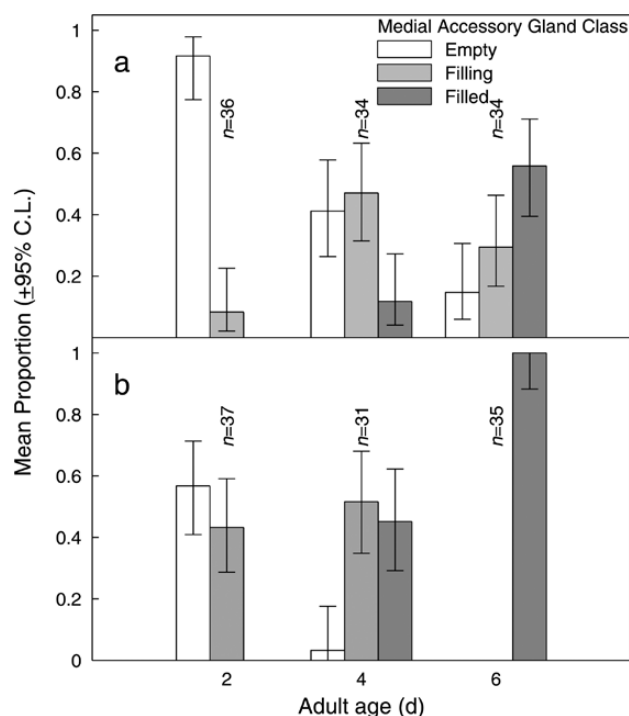 Medial Accessory Gland Class
Empty
Filling
Filled
a
1
0.8
0.6
0.4
0.2
n=36
n=34
n=34
b
1
0.8
0.6
0.4
0.2
0
n=37
n=31
n=35
2
4
6
Mean Proportion (±95% C.L.)
Adult age (d)